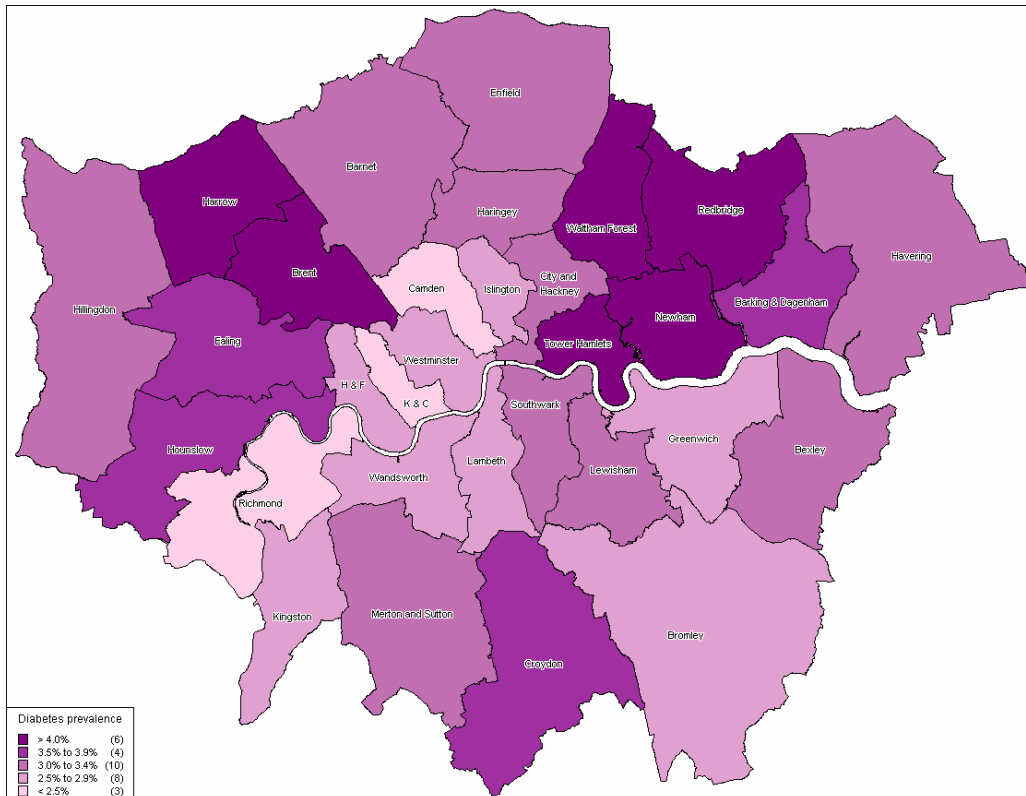 Enfield
Barnet
Harrow
Haringey
Redbridge
Waltham Forest
Havering
Brent
City and
Hackney
Camden
Islington
Hillingdon
Barking & Dagenham
Newham
Ealing
Tower Hamlets
Westminster
H & F
K & C
Southwark
Greenwich
Hounslow
Bexley
Lambeth
Lewisham
Wandsworth
Richmond
Kingston
Merton and Sutton
Bromley
Croydon
Diabetes prevalence
> 4.0% (6)
3.5% to 3.9% (4)
3.0% to 3.4% (10)
2.5% to 2.9% (8)
< 2.5% (3)